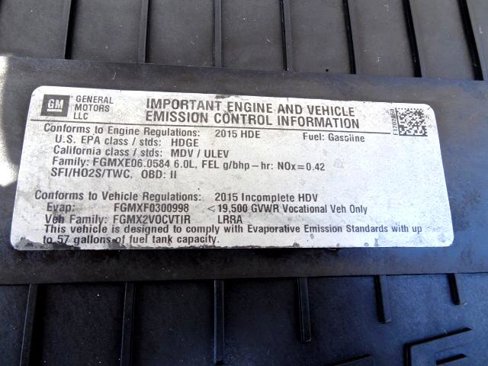 GM GENERAL MOTORS LLC
IMPORTANT ENGINE AND VEHICLE
EMISSION CONTROL INFORMATION
Conforms to Engine Regulations: 2015 HDE Fuel: Gasoline
U.S. EPA class / stds: HDGE
California class / stds: MDV / ULEV
Family: FGMXE06.0584 6.0L, FEL g/bhp-hr: NOx=0.42
SFI/HO2S/TWC, OBD: II
Conforms to Vehicle Regulations: 2015 Incomplete HDV
Evap: FGMXF0300998 <19,500 GVWR Vocational Veh Only
Veh Family: FGMX2VOCVTIR LRRA
This vehicle is designed to comply with Evaporative Emission Standards with up
to 57 gallons of fuel tank capacity.